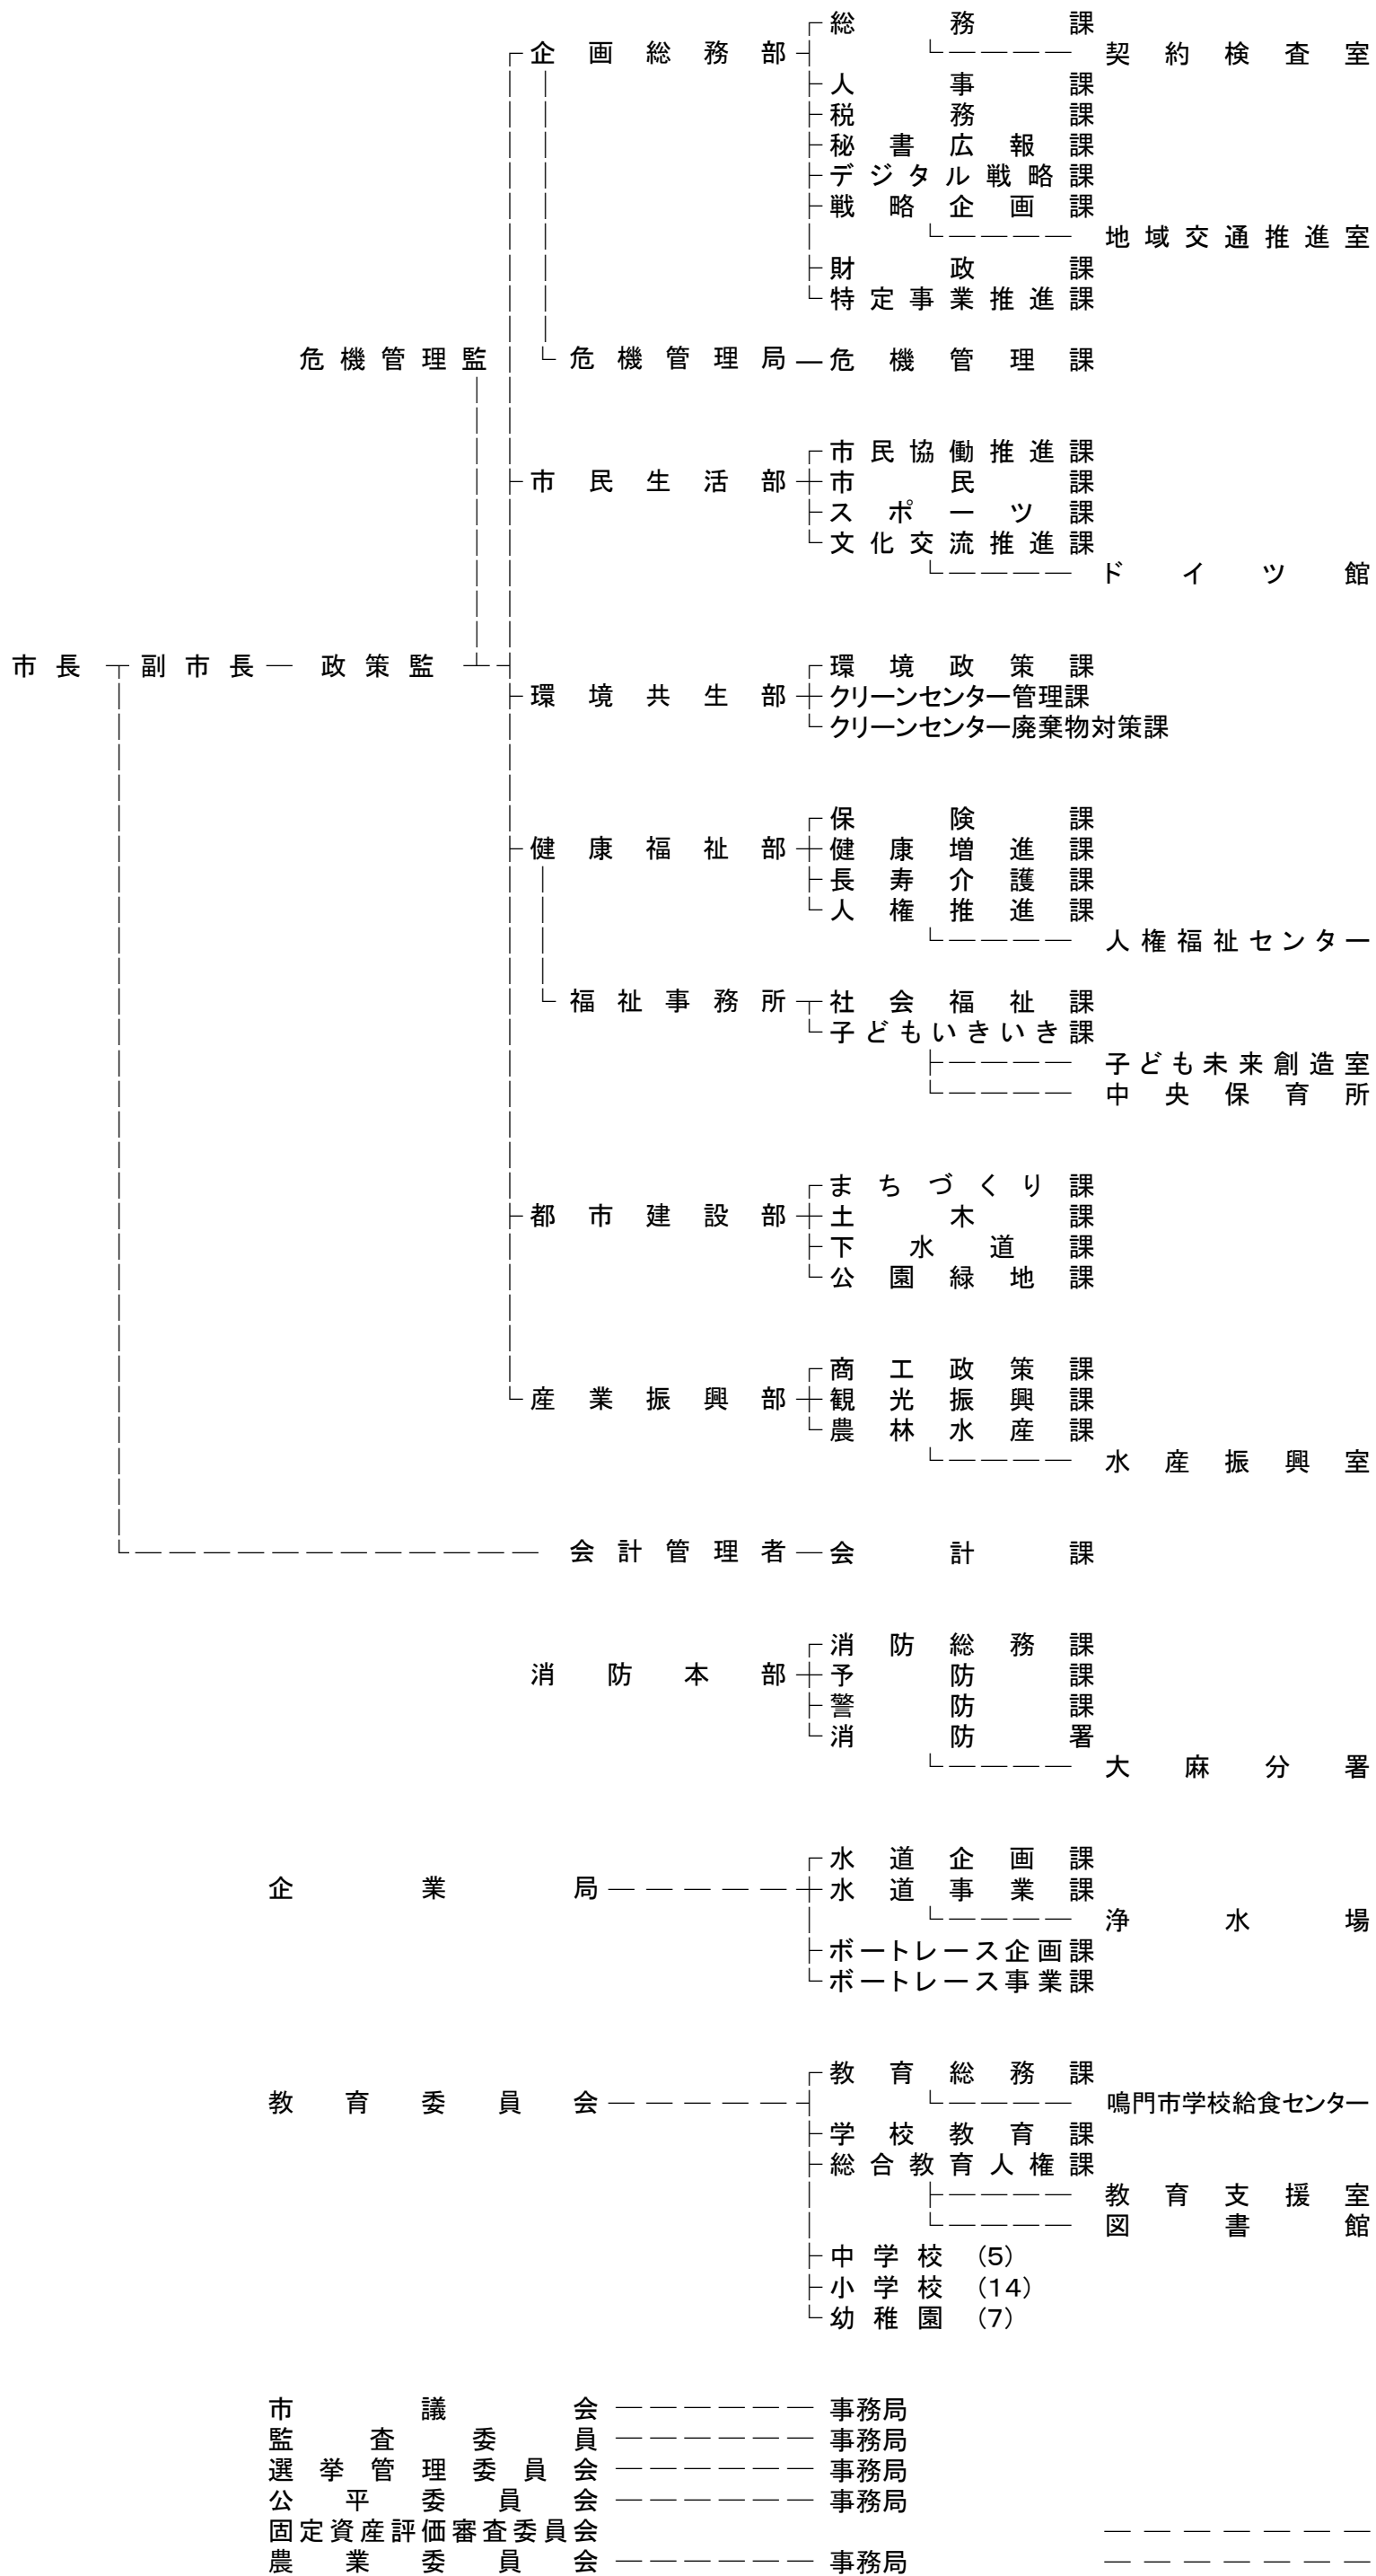 総務課
企画総務部 契約検査室
人事課
税務課
秘書広報課
デジタル戦略課
戦略企画課
地域交通推進室
財政課
特定事業推進課
危機管理監 危機管理局 危機管理課
市民協働推進課
市民生活部 市民課
スポーツ課
文化交流推進課
ドイツ館
市長 副市長 政策監 環境政策課
環境共生部 クリーンセンター管理課
クリーンセンター廃棄物対策課
保険課
健康福祉部 健康増進課
長寿介護課
人権推進課
人権福祉センター
福祉事務所 社会福祉課
子どもいきいき課
子ども未来創造室
中央保育所
まちづくり課
都市建設部 土木課
下水道課
公園緑地課
商工政策課
産業振興部 観光振興課
農林水産課
水産振興室
会計管理者 会計課
消防総務課
消防本部 予防課
警防課
消防署
大麻分署
水道企画課
企業局 水道事業課
浄水場
ボートレース企画課
ボートレース事業課
教育総務課
教育委員会 鳴門市学校給食センター
学校教育課
総合教育人権課
教育支援室
図書館
中学校 (5)
小学校 (14)
幼稚園 (7)
市議会 事務局
監査委員 事務局
選挙管理委員会 事務局
公平委員会 事務局
固定資産評価審査委員会
農業委員会 事務局